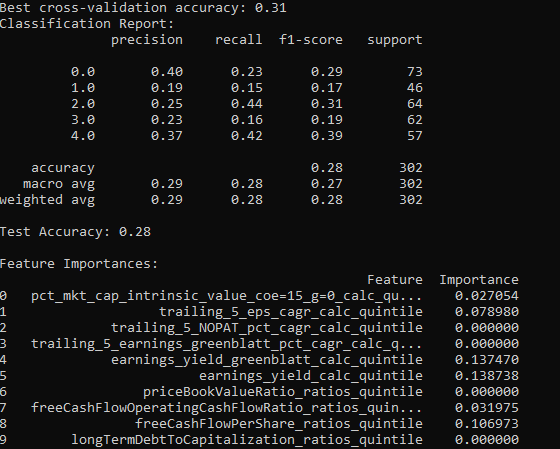 Best cross-validation accuracy: 0.31
Classification Report:
precision recall f1-score support
0.0 0.40 0.23 0.29 73
1.0 0.19 0.15 0.17 46
2.0 0.25 0.44 0.31 64
3.0 0.23 0.16 0.19 62
4.0 0.37 0.42 0.39 57
accuracy 0.28 302
macro avg 0.29 0.28 0.27 302
weighted avg 0.29 0.28 0.28 302
Test Accuracy: 0.28
Feature Importances:
Feature Importance
0 pct_mkt_cap_intrinsic_value_coe=15_g=0_calc_qu... 0.027054
1 trailing_5_eps_cagr_calc_quintile 0.078980
2 trailing_5_NOPAT_pct_cagr_calc_quintile 0.000000
3 trailing_5_earnings_greenblatt_pct_cagr_calc_q... 0.000000
4 earnings_yield_greenblatt_calc_quintile 0.137470
5 earnings_yield_calc_quintile 0.138738
6 priceBookValueRatio_ratios_quintile 0.000000
7 freeCashFlowOperatingCashFlowRatio_ratios_quin... 0.031975
8 freeCashFlowPerShare_ratios_quintile 0.106973
9 longTermDebtToCapitalization_ratios_quintile 0.000000